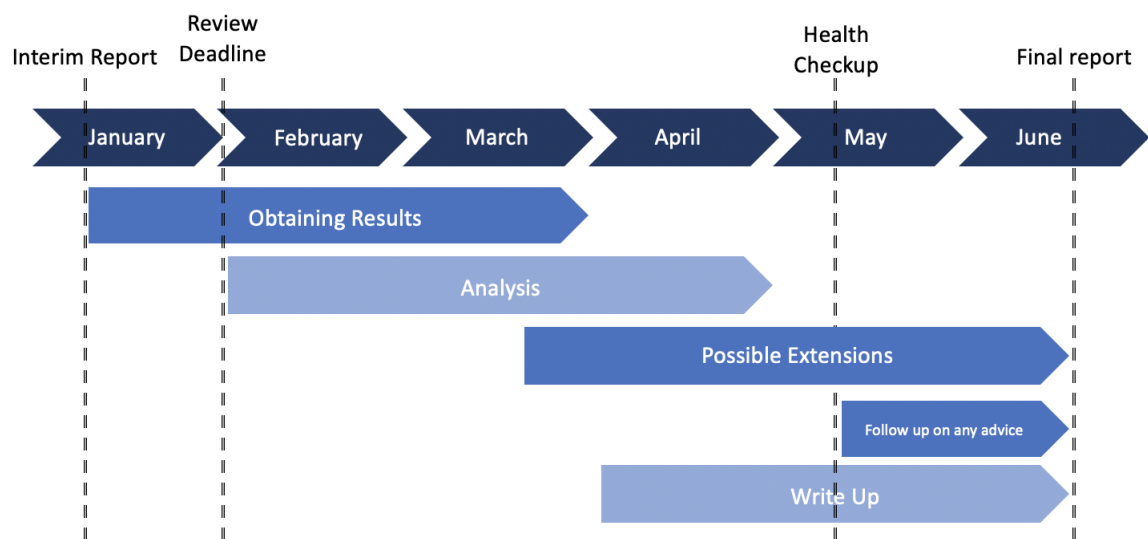 Interim Report
Review
Deadline
Health
Checkup
Final report
January
February
March
April
May
June
Obtaining Results
Analysis
Possible Extensions
Follow up on any advice
Write Up